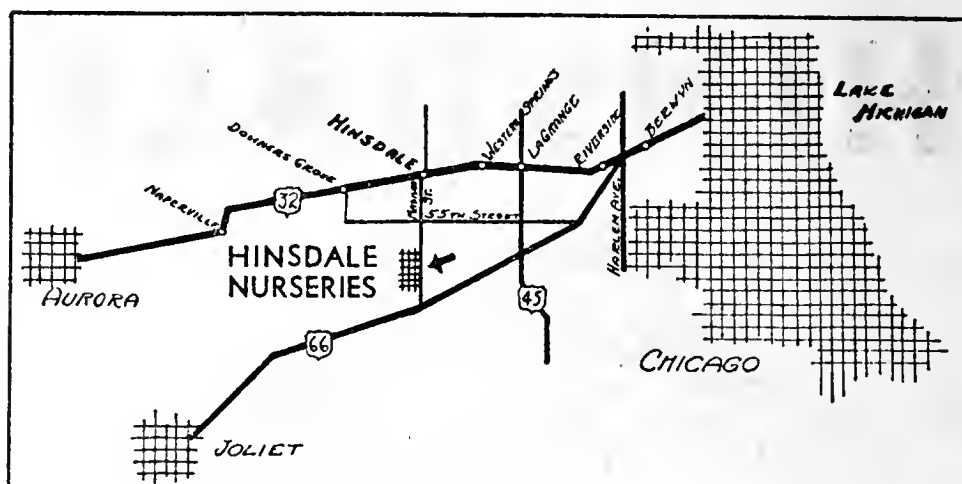 LAKE
MICHIGAN
BERWYN
RIVERSIDE
LAGRANGE
WESTERN SPRINGS
HINSDALE
DOWNERS GROVE
NAPERVILLE
32
ST.
55TH STREET
HARLEM AVE.
HINSDALE
NURSERIES
AURORA
45
66
CHICAGO
JOLIET